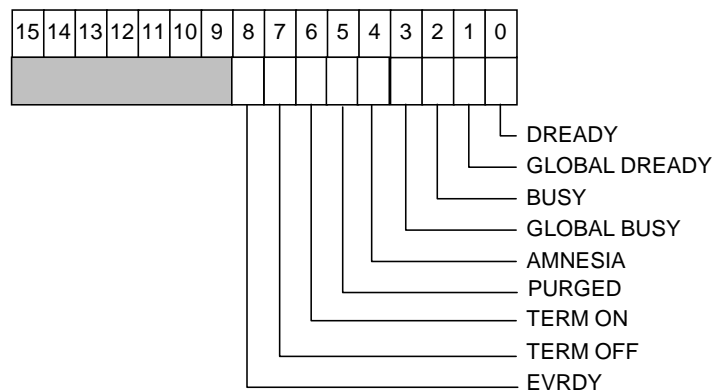 15 14 13 12 11 10 9 8 7 6 5 4 3 2 1 0
DREADY
GLOBAL DREADY
BUSY
GLOBAL BUSY
AMNESIA
PURGED
TERM ON
TERM OFF
EVRDY